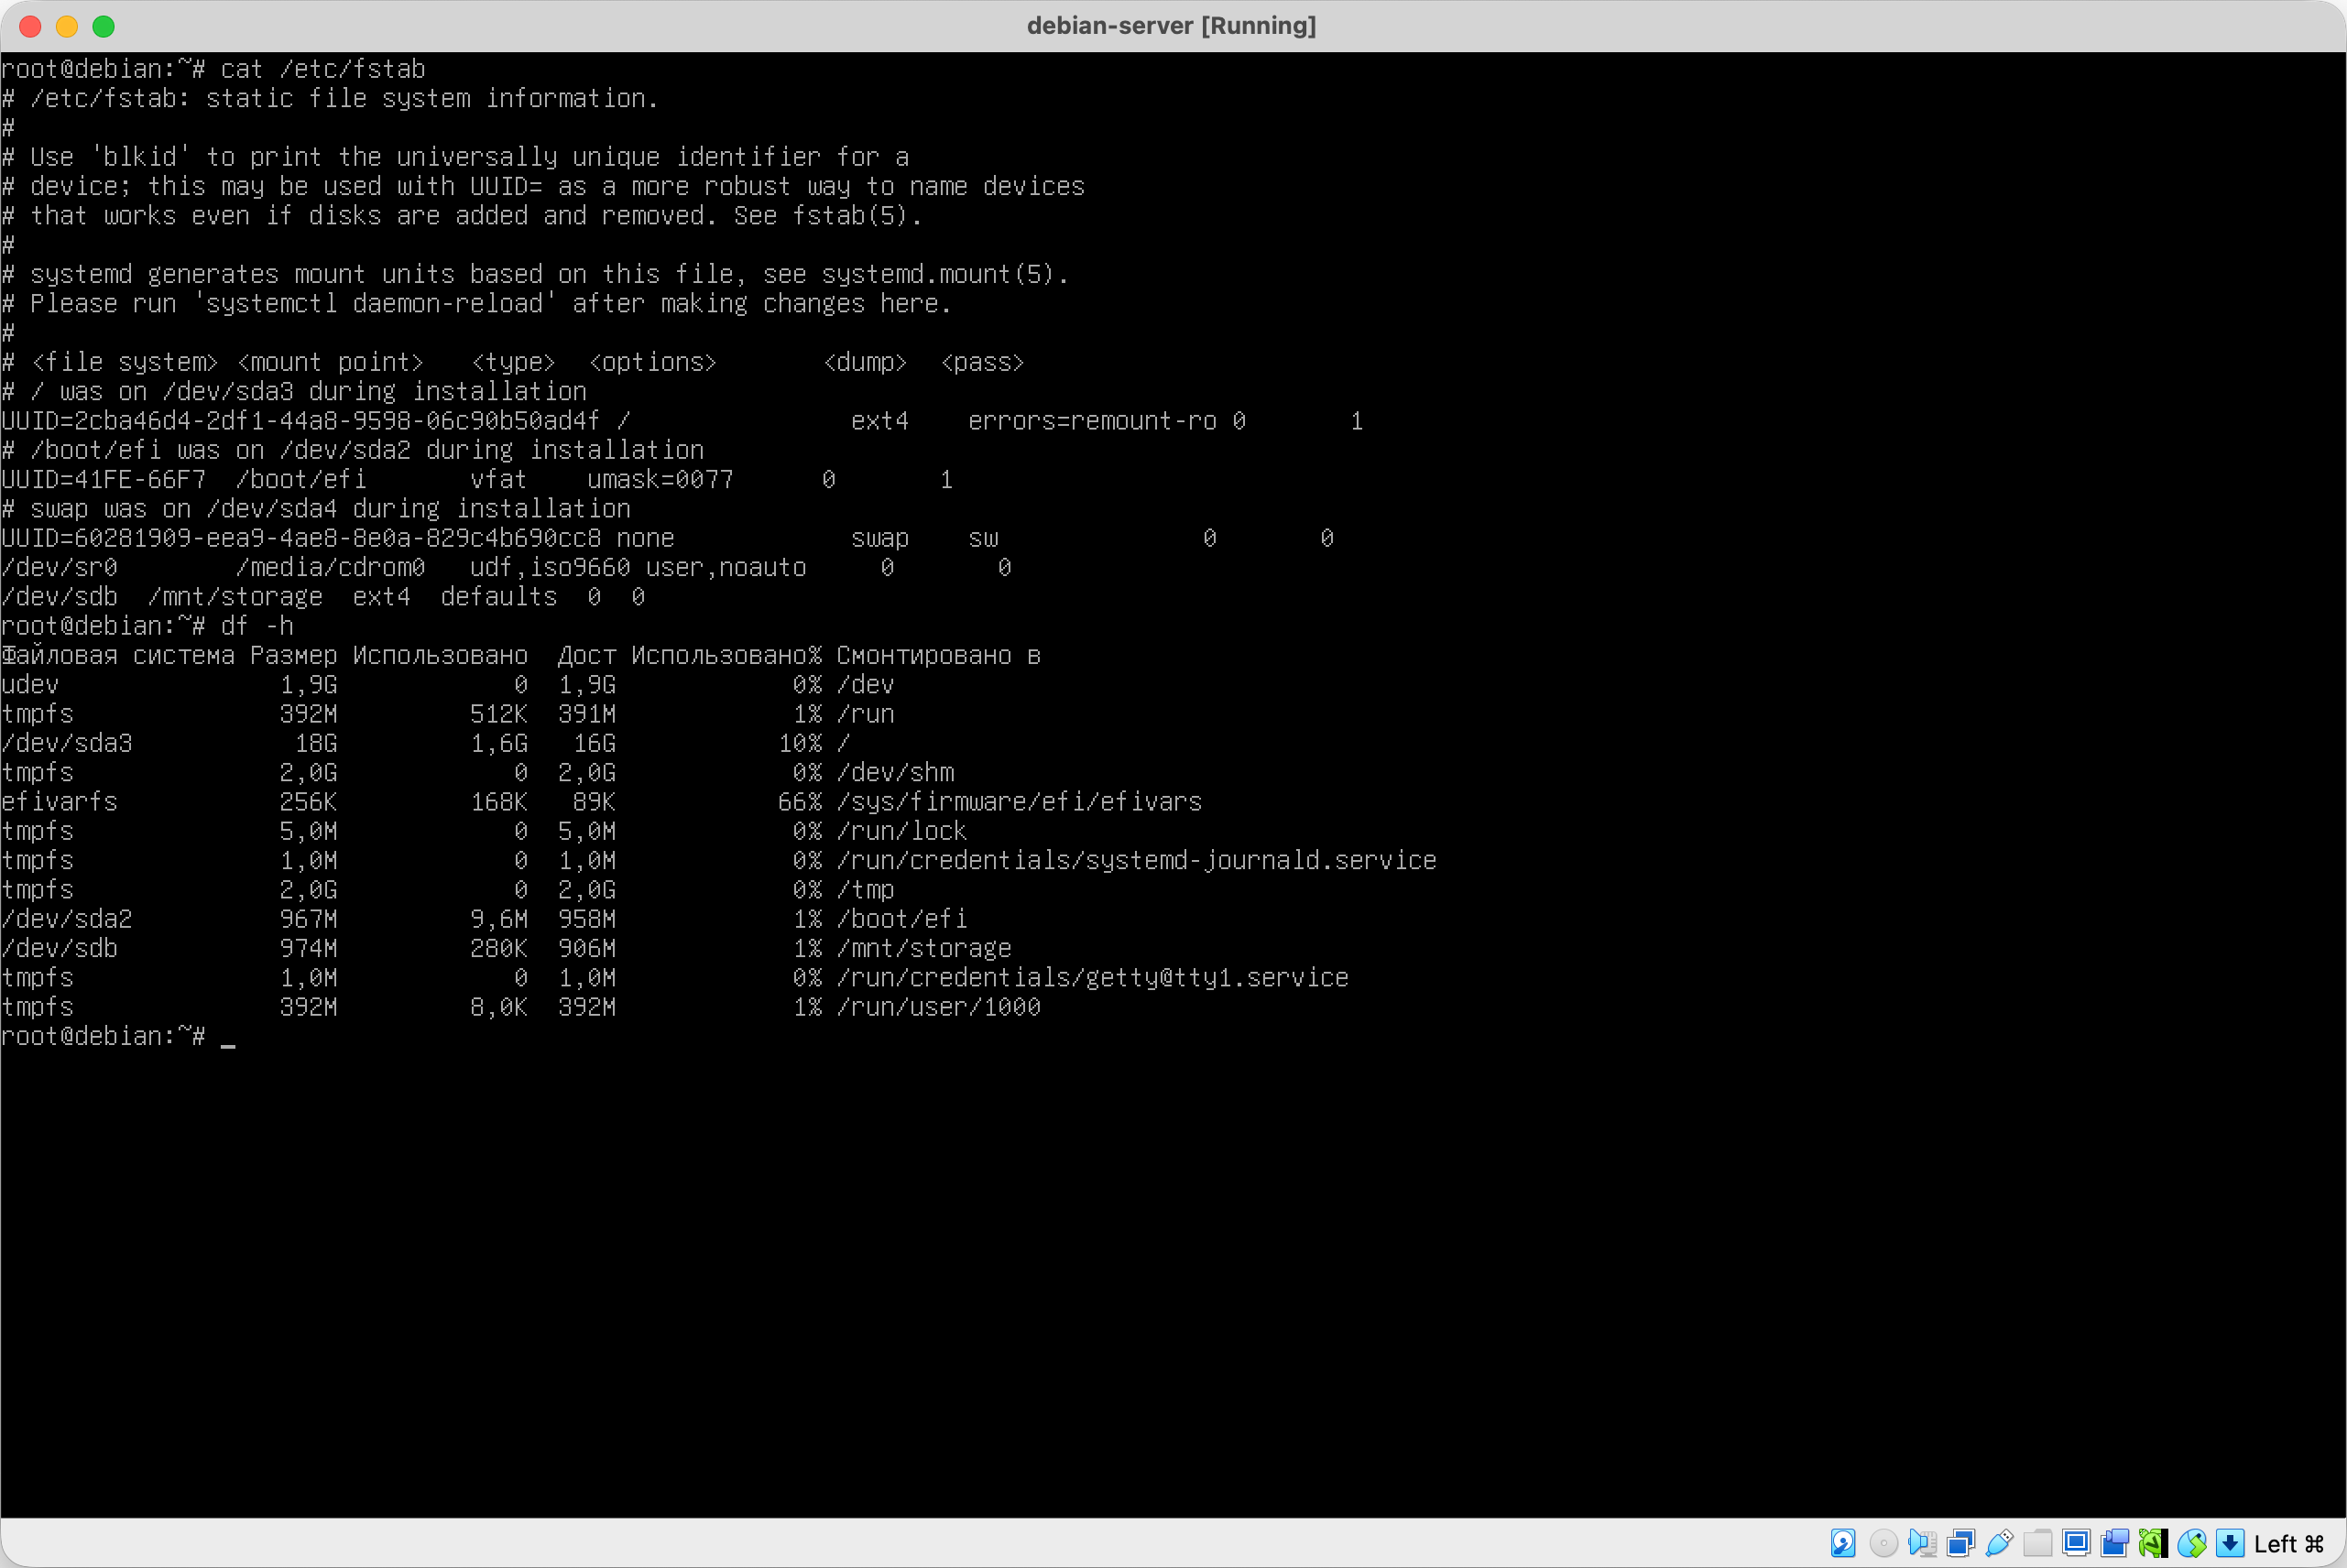 debian-server [Running]
root@debian:~# cat /etc/fstab
# /etc/fstab: static file system information.
#
# Use 'blkid' to print the universally unique identifier for a
# device; this may be used with UUID= as a more robust way to name devices
# that works even if disks are added and removed. See fstab(5).
#
# systemd generates mount units based on this file, see systemd.mount(5).
# Please run 'systemctl daemon-reload' after making changes here.
#
# <file system> <mount point>   <type>  <options>       <dump>  <pass>
# / was on /dev/sda3 during installation
UUID=2cba46d4-2df1-44a8-9598-06c90b50ad4f /               ext4    errors=remount-ro 0       1
# /boot/efi was on /dev/sda2 during installation
UUID=41FE-66F7  /boot/efi       vfat    umask=0077      0       1
# swap was on /dev/sda4 during installation
UUID=60281909-eea9-4ae8-8e0a-829c4b690cc8 none            swap    sw              0       0
/dev/sr0        /media/cdrom0   udf,iso9660 user,noauto     0       0
/dev/sdb  /mnt/storage  ext4  defaults  0  0
root@debian:~# df -h
Файловая система Размер Использовано  Дост Использовано% Смонтировано в
udev               1,9G            0  1,9G            0% /dev
tmpfs              392M         512K  391M            1% /run
/dev/sda3           18G         1,6G   16G           10% /
tmpfs              2,0G            0  2,0G            0% /dev/shm
efivarfs           256K         168K   89K           66% /sys/firmware/efi/efivars
tmpfs              5,0M            0  5,0M            0% /run/lock
tmpfs              1,0M            0  1,0M            0% /run/credentials/systemd-journald.service
tmpfs              2,0G            0  2,0G            0% /tmp
/dev/sda2          967M         9,6M  958M            1% /boot/efi
/dev/sdb           974M         280K  906M            1% /mnt/storage
tmpfs              1,0M            0  1,0M            0% /run/credentials/getty@tty1.service
tmpfs              392M         8,0K  392M            1% /run/user/1000
root@debian:~# _
Left ⌘